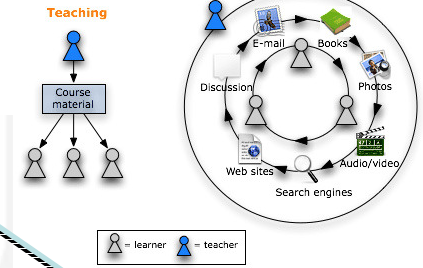 Teaching
Course
material
E-mail
Books
Discussion
Photos
Web sites
Audio/video
Search engines
= learner
= teacher